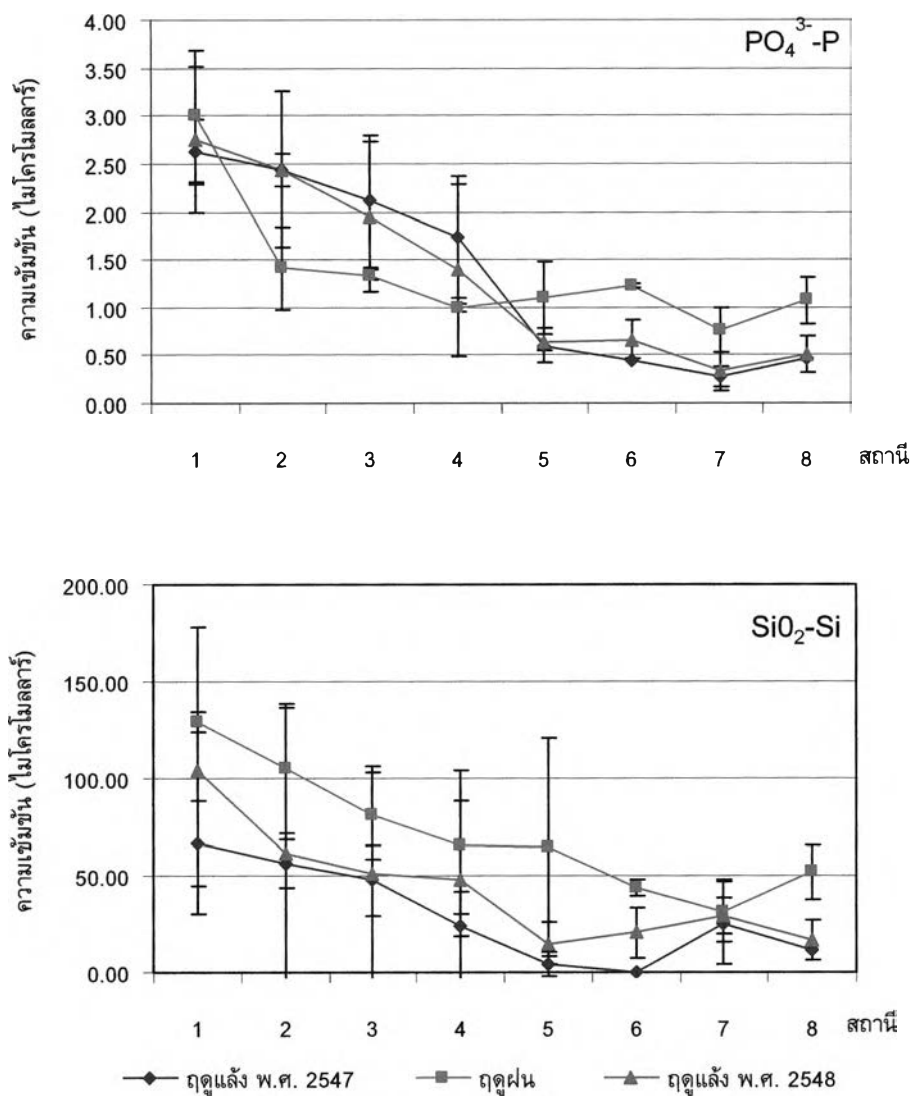 PO₄³⁻-P
ความเข้มข้น (ไมโครโมลลาร์)
4.00
3.50
3.00
2.50
2.00
1.50
1.00
0.50
0.00
1 2 3 4 5 6 7 8 สถานี
SiO₂-Si
ความเข้มข้น (ไมโครโมลลาร์)
200.00
150.00
100.00
50.00
0.00
1 2 3 4 5 6 7 8 สถานี
ฤดูแล้ง พ.ศ. 2547 ฤดูฝน ฤดูแล้ง พ.ศ. 2548